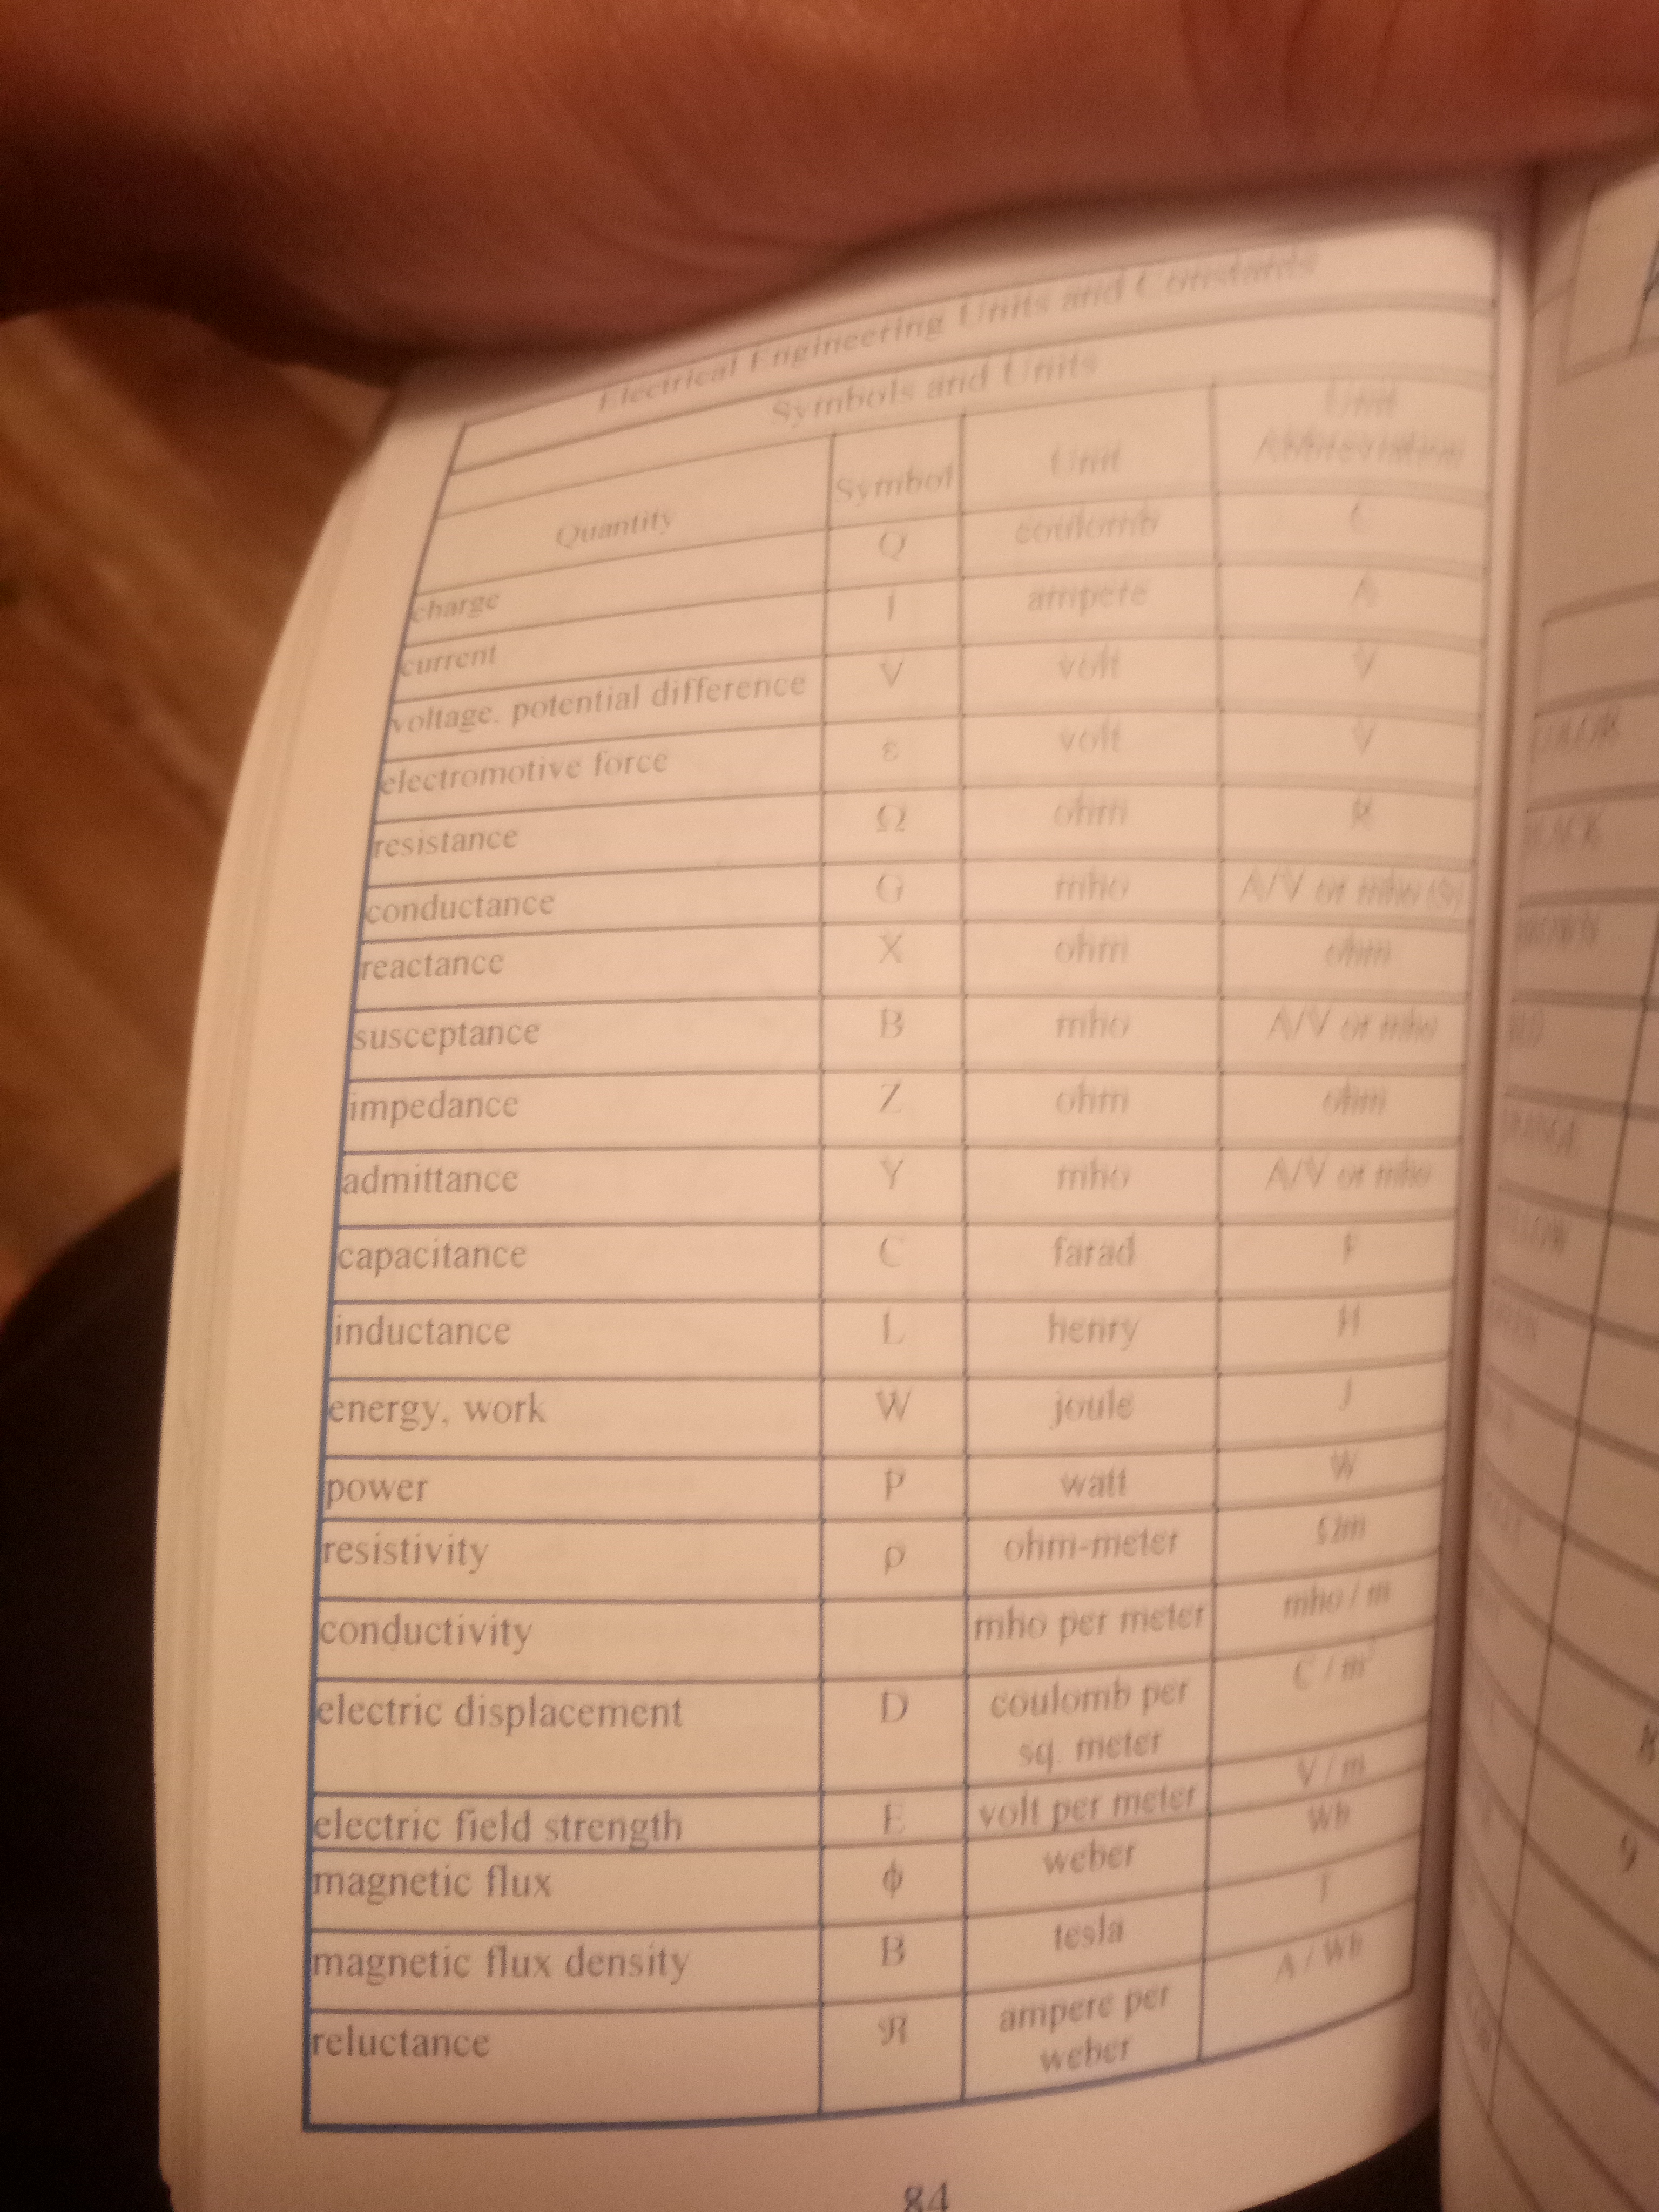 Electrical Engineering Units and Constants
Symbols and Units
Quantity Symbol Unit Unit Abbreviation
charge Q coulomb C
current I ampere A
voltage, potential difference V volt V
electromotive force ε volt V
resistance Ω ohm R
conductance G mho A/V or mho (S)
reactance X ohm ohm
susceptance B mho A/V or mho
impedance Z ohm ohm
admittance Y mho A/V or mho
capacitance C farad F
inductance L henry H
energy, work W joule J
power P watt W
resistivity ρ ohm-meter Ωm
conductivity mho per meter mho / m
electric displacement D coulomb per sq. meter C / m²
electric field strength E volt per meter V / m
magnetic flux ϕ weber Wb
magnetic flux density B tesla T
reluctance ℜ ampere per weber A / Wb
84
8
9